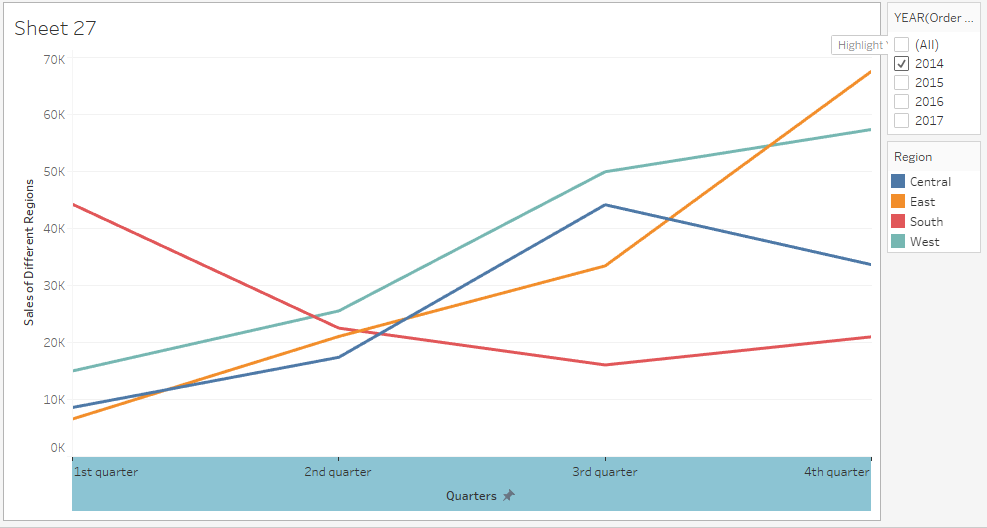 Sheet 27
YEAR(Order ...
Highlight
(All)
2014
2015
2016
2017
Region
Central
East
South
West
Sales of Different Regions
70K
60K
50K
40K
30K
20K
10K
0K
1st quarter 2nd quarter 3rd quarter 4th quarter
Quarters